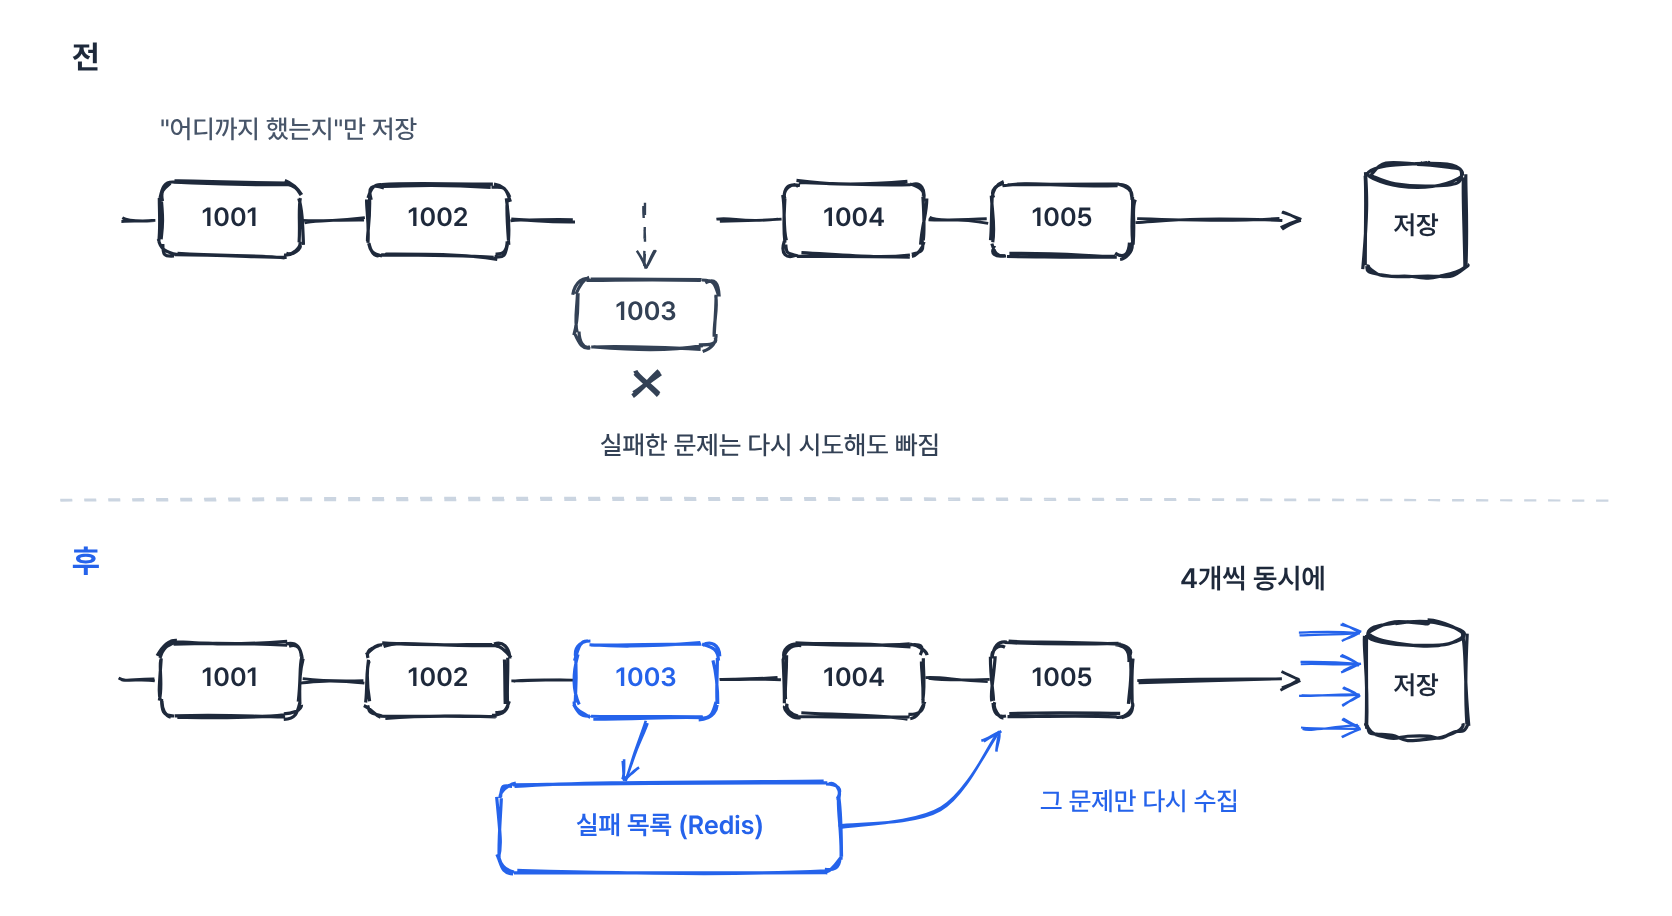 전
"어디까지 했는지"만 저장
1001
1002
1004
1005
저장
1003
실패한 문제는 다시 시도해도 빠짐
후
4개씩 동시에
1001
1002
1003
1004
1005
저장
그 문제만 다시 수집
실패 목록 (Redis)